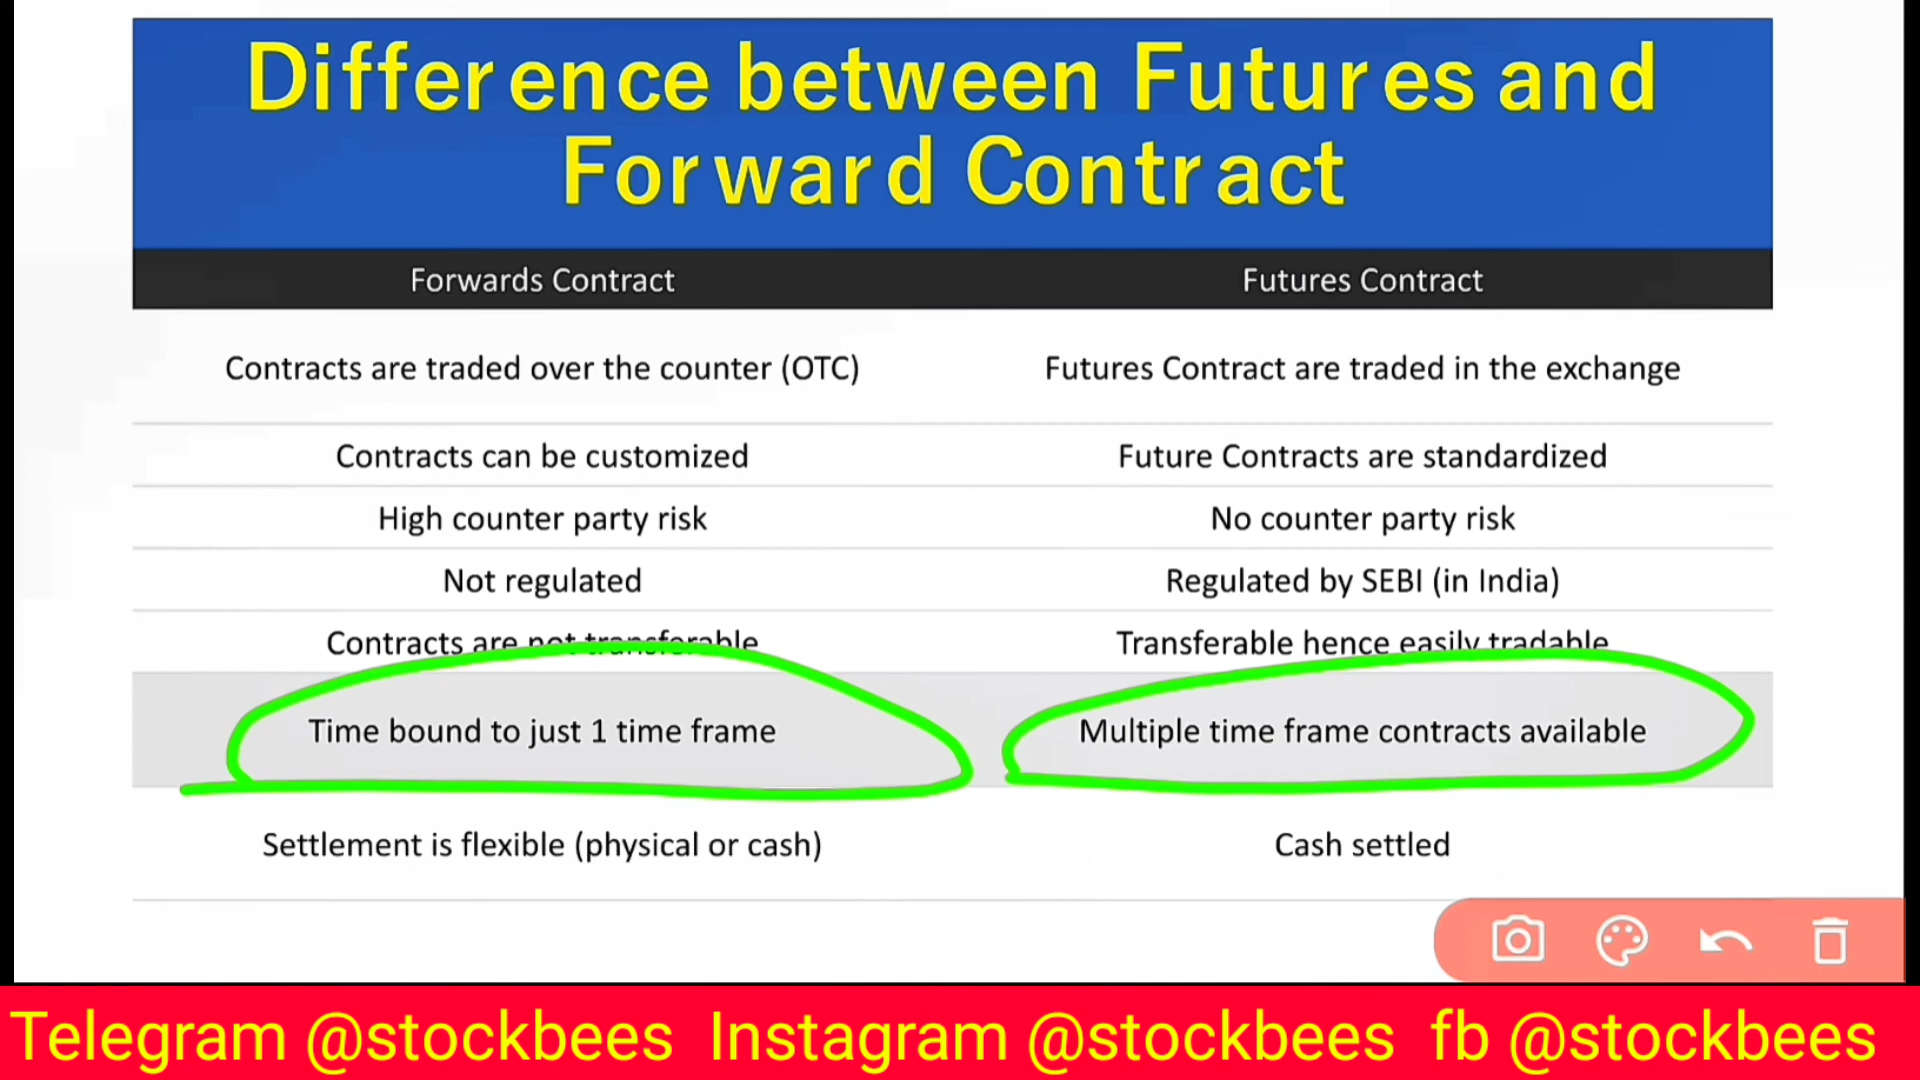 Difference between Futures and
Forward Contract
Forwards Contract Futures Contract
Contracts are traded over the counter (OTC) Futures Contract are traded in the exchange
Contracts can be customized Future Contracts are standardized
High counter party risk No counter party risk
Not regulated Regulated by SEBI (in India)
Contracts are not transferable Transferable hence easily tradable
Time bound to just 1 time frame Multiple time frame contracts available
Settlement is flexible (physical or cash) Cash settled
Telegram @stockbees Instagram @stockbees fb @stockbees